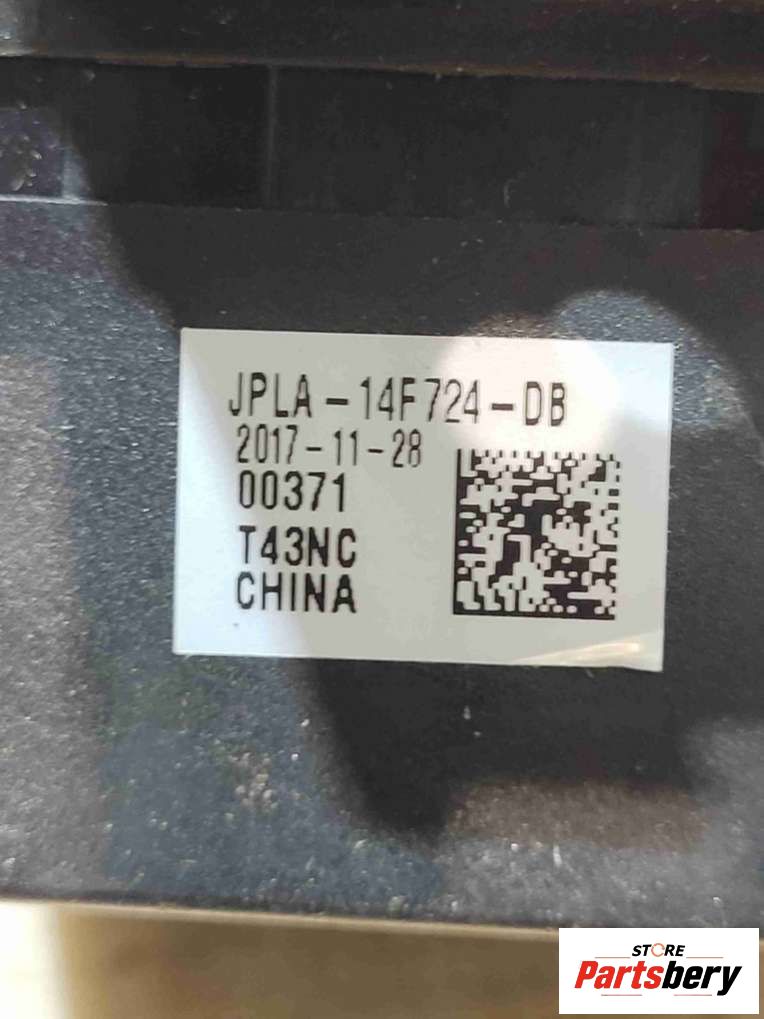 JPLA-14F724-DB
2017-11-28
00371
T43NC
CHINA
STORE
Partsbery